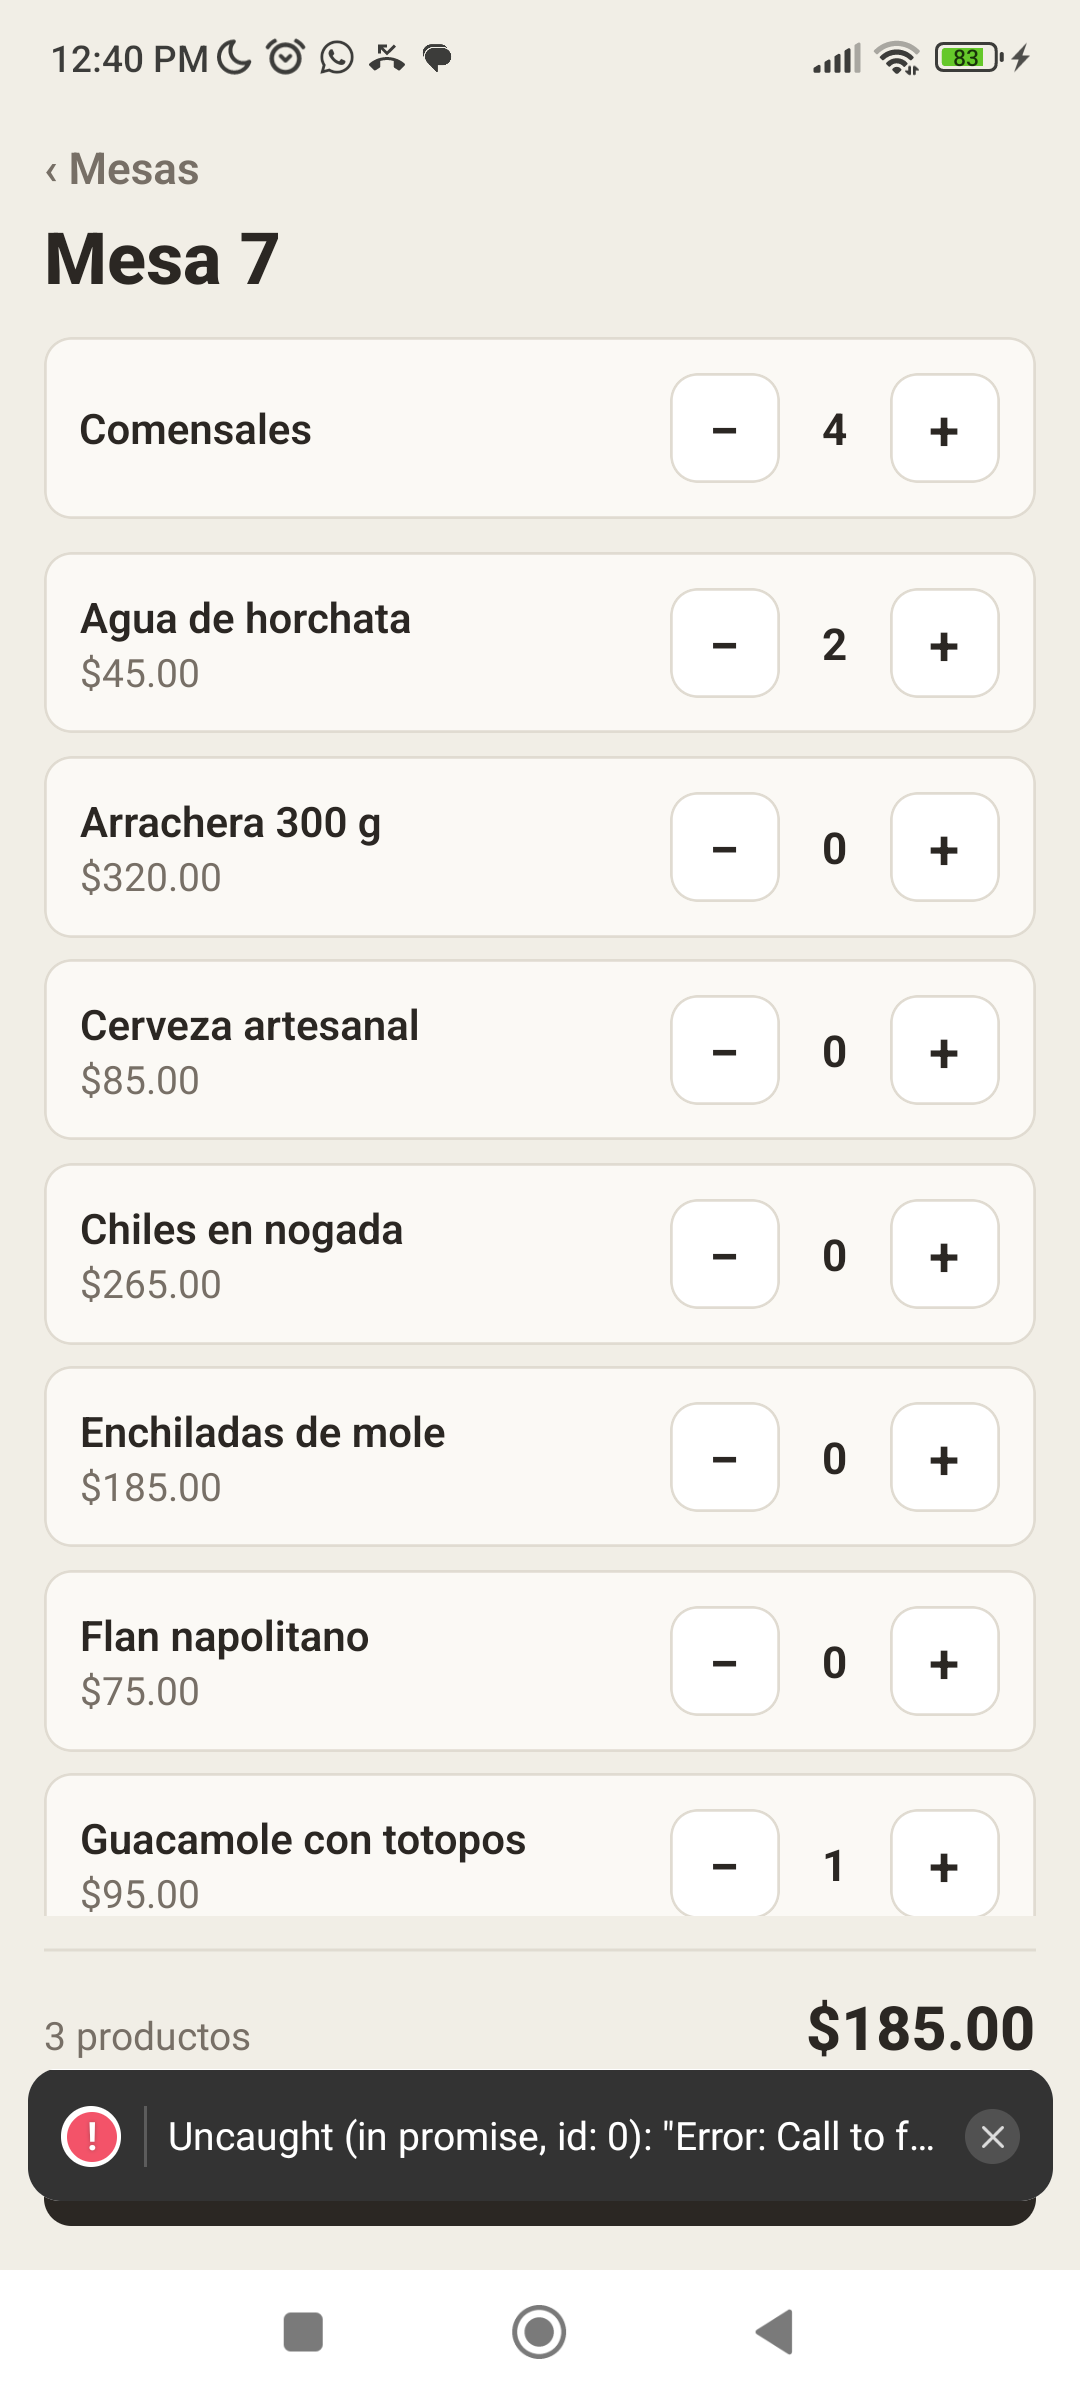 12:40 PM
83
‹ Mesas
Mesa 7
Comensales
− 4 +
Agua de horchata
$45.00
− 2 +
Arrachera 300 g
$320.00
− 0 +
Cerveza artesanal
$85.00
− 0 +
Chiles en nogada
$265.00
− 0 +
Enchiladas de mole
$185.00
− 0 +
Flan napolitano
$75.00
− 0 +
Guacamole con totopos
$95.00
− 1 +
3 productos
$185.00
! Uncaught (in promise, id: 0): "Error: Call to f...